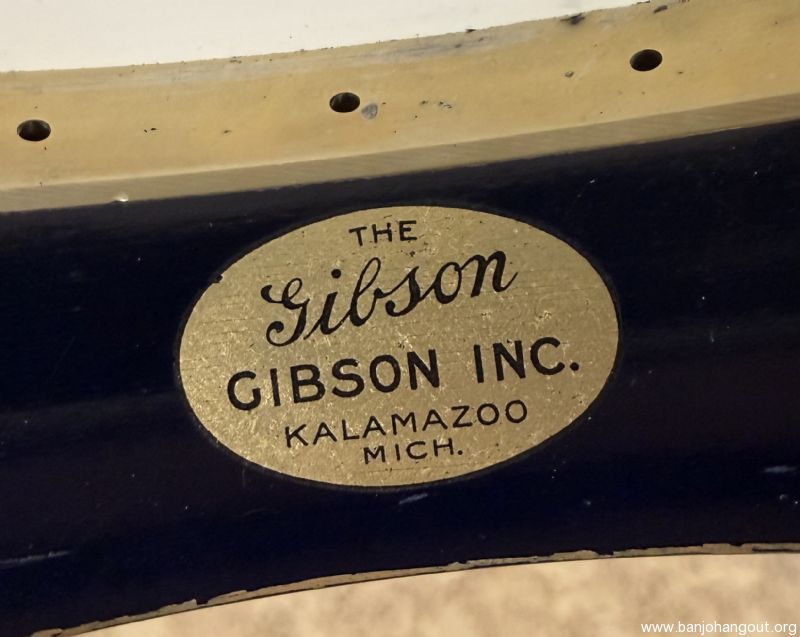 THE
Gibson
GIBSON INC.
KALAMAZOO
MICH.
www.banjohangout.org